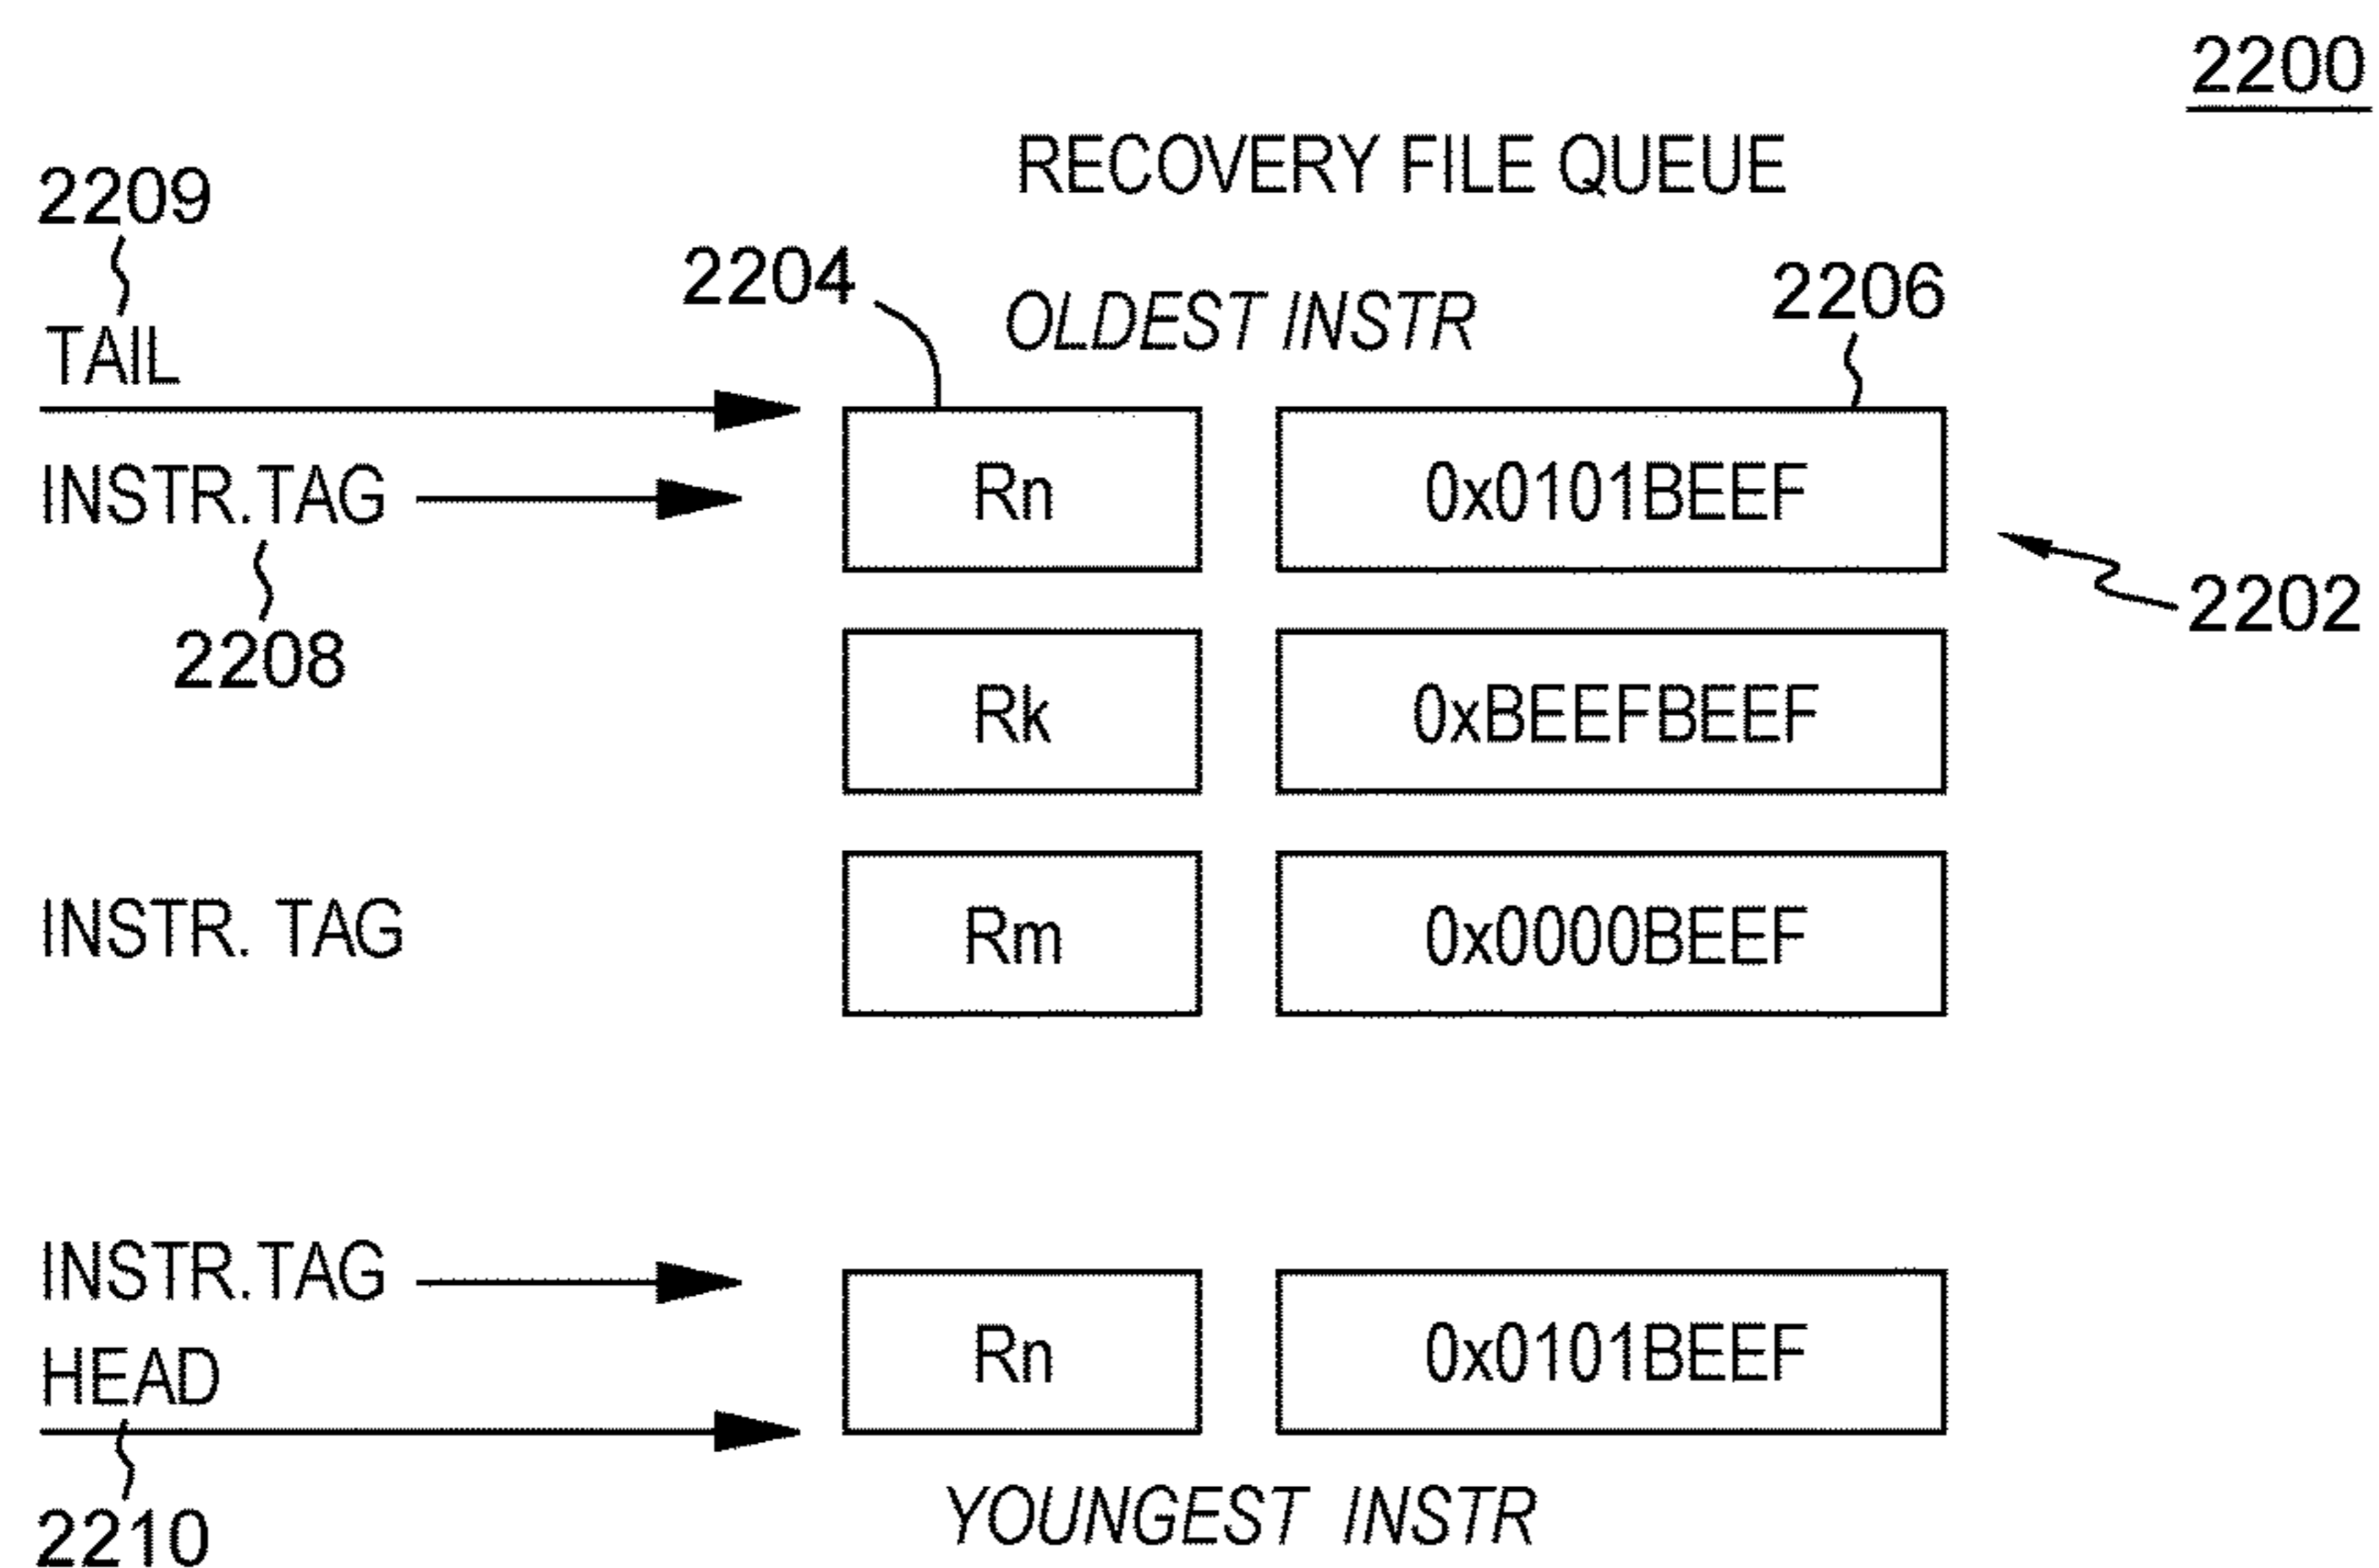 2200
RECOVERY FILE QUEUE
2209
2204
OLDEST INSTR
2206
TAIL
INSTR.TAG
Rn
0x0101BEEF
2202
2208
Rk
0xBEEFBEEF
INSTR. TAG
Rm
0x0000BEEF
INSTR.TAG
Rn
0x0101BEEF
HEAD
2210
YOUNGEST INSTR